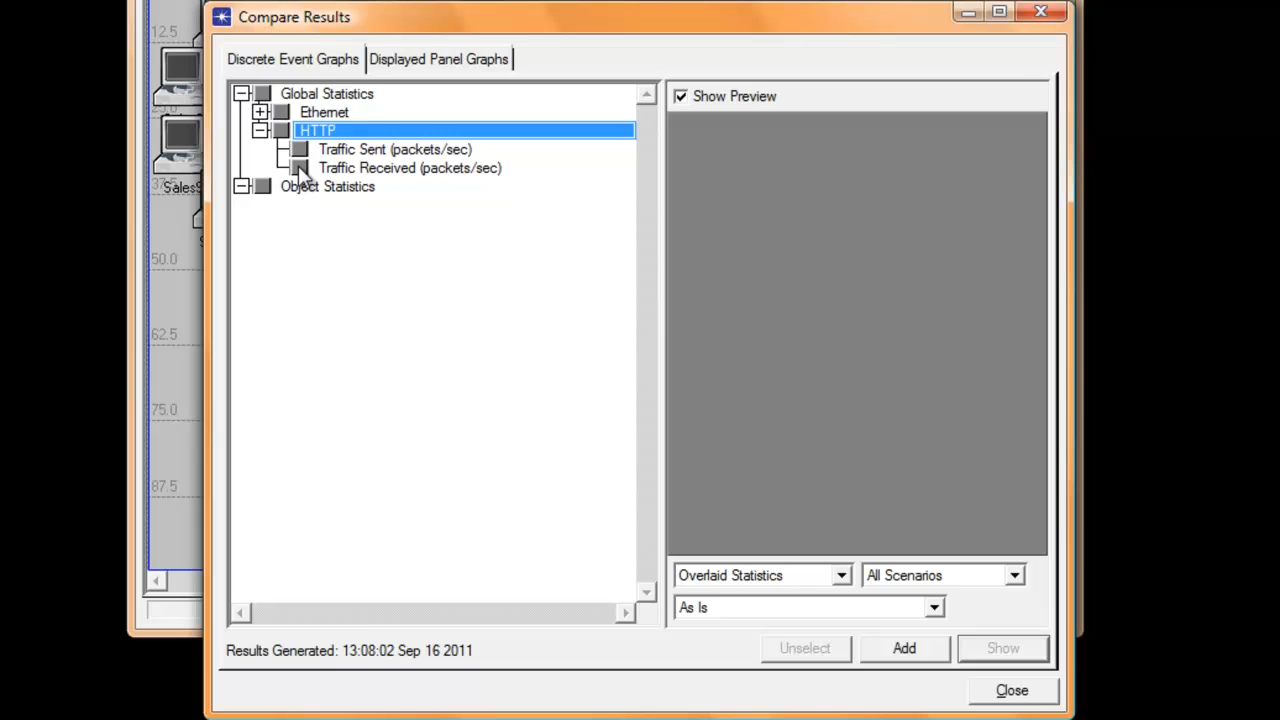 Compare Results
Discrete Event Graphs
Displayed Panel Graphs
Global Statistics
Ethernet
HTTP
Traffic Sent (packets/sec)
Traffic Received (packets/sec)
Object Statistics
Show Preview
Overlaid Statistics
All Scenarios
As Is
Results Generated: 13:08:02 Sep 16 2011
Unselect
Add
Show
Close
12.5
50.0
62.5
75.0
87.5